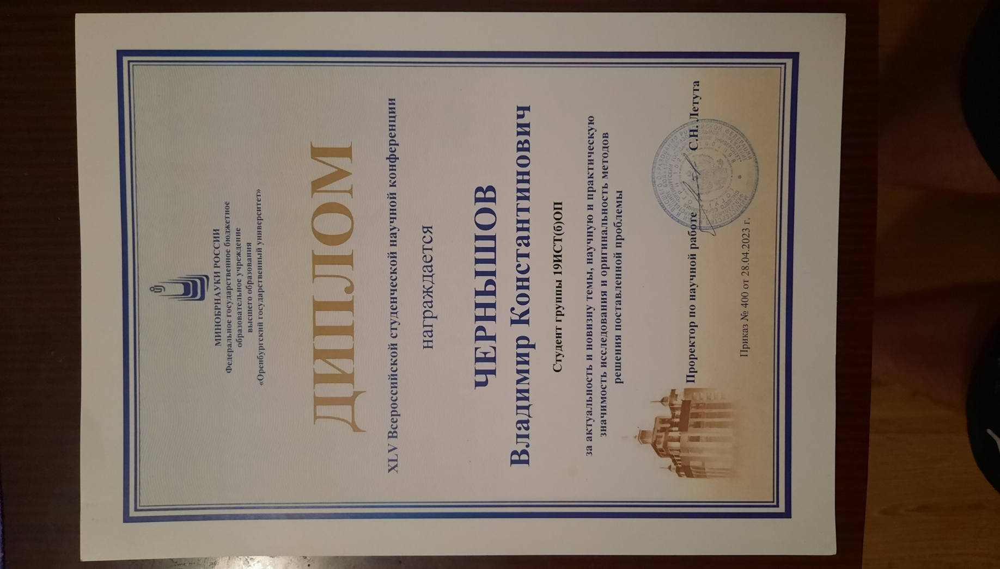 МИНОБРНАУКИ РОССИИ
Федеральное государственное бюджетное
образовательное учреждение
высшего образования
«Оренбургский государственный университет»
ДИПЛОМ
XLV Всероссийской студенческой научной конференции
награждается
ЧЕРНЫШОВ
Владимир Константинович
Студент группы 19ИСТ(б)ОП
за актуальность и новизну темы, научную и практическую
значимость исследования и оригинальность методов
решения поставленной проблемы
Проректор по научной работе С.Н. Летута
Приказ № 400 от 28.04.2023 г.